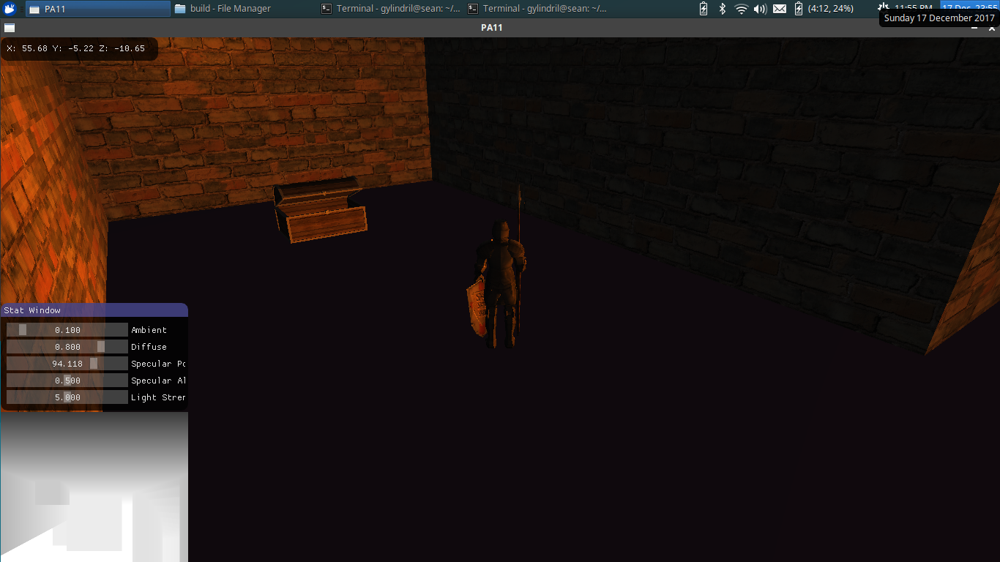 PA11
build - File Manager
Terminal - gylindril@sean: ~/...
Terminal - gylindril@sean: ~/...
(4:12, 24%)
11:55 PM
17 Dec, 23:55
Sunday 17 December 2017
PA11
X: 55.68 Y: -5.22 Z: -10.65
Stat Window
0.100 Ambient
0.800 Diffuse
94.118 Specular Po
0.500 Specular Al
5.000 Light Stren